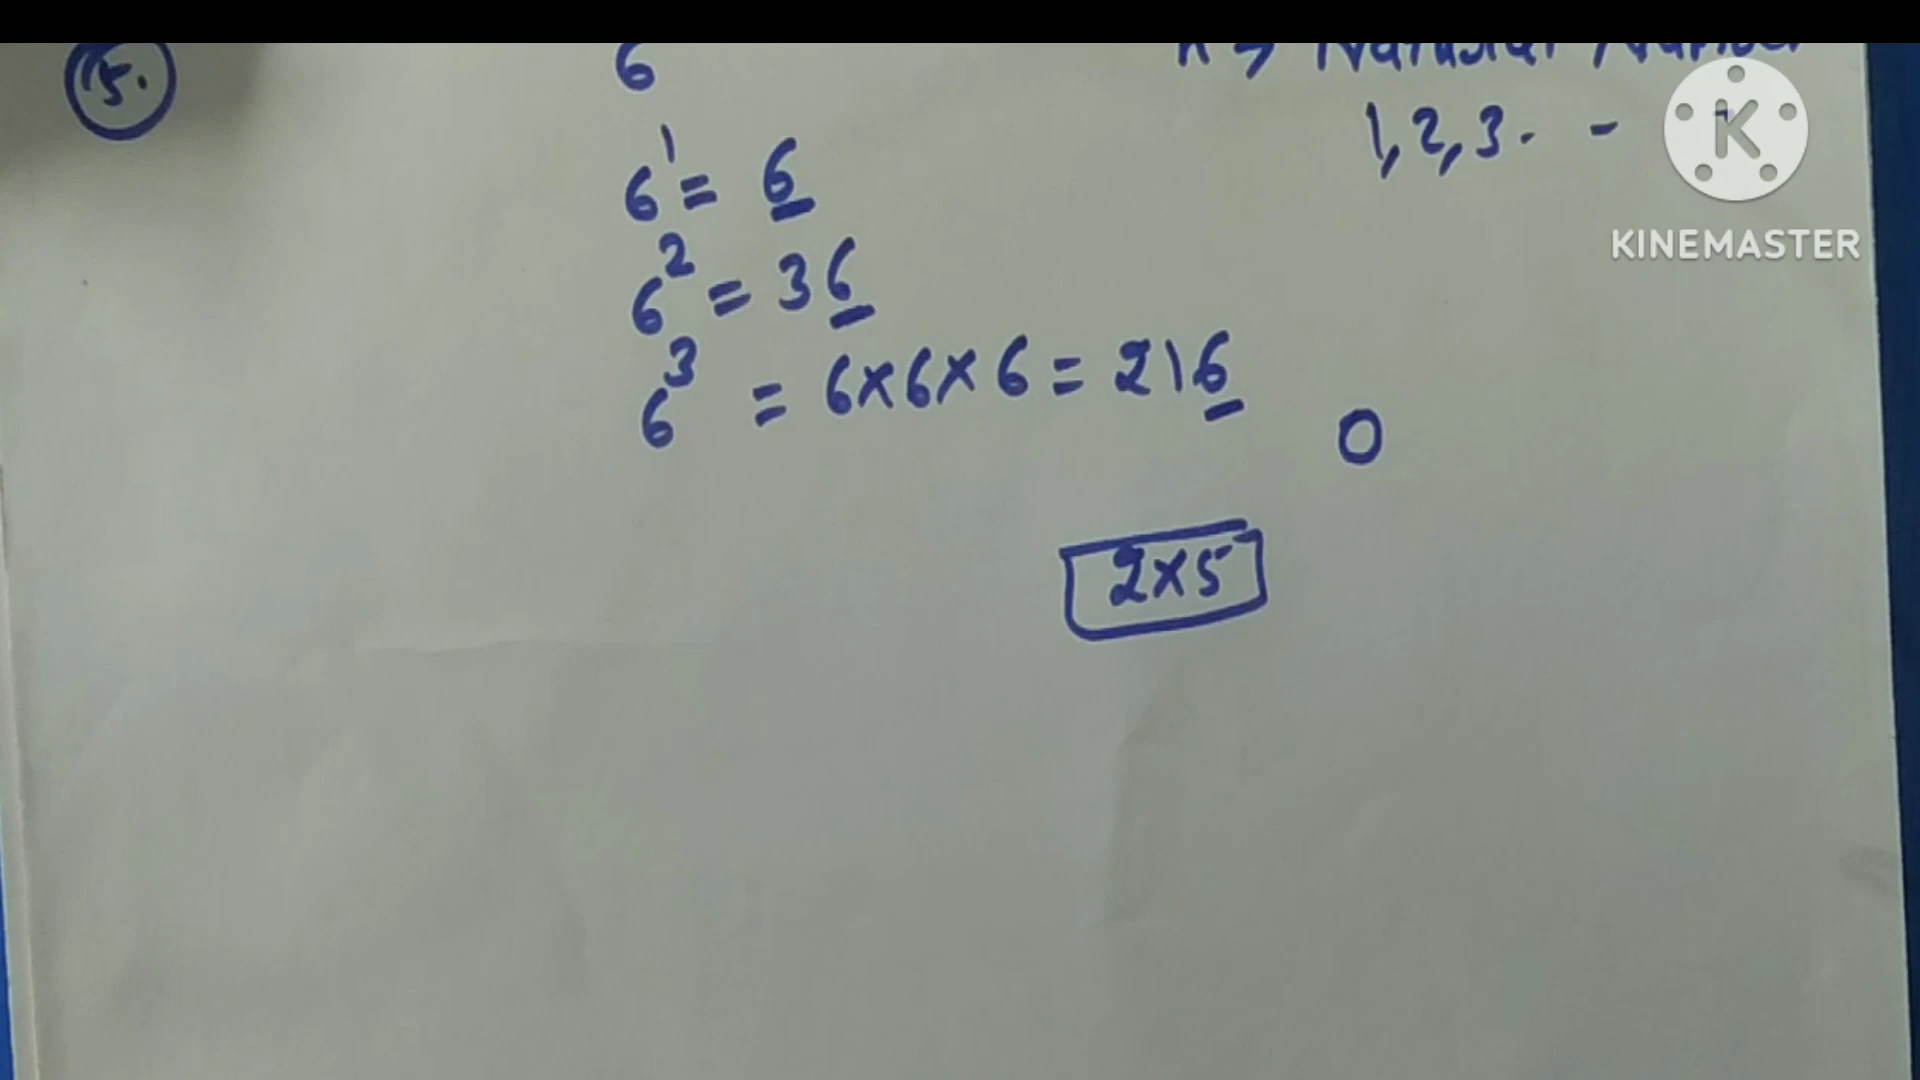 15.
6
n → Natural Number
1, 2, 3 . - -
KINEMASTER
6¹ = 6
6² = 36
6³ = 6×6×6 = 216
0
2×5